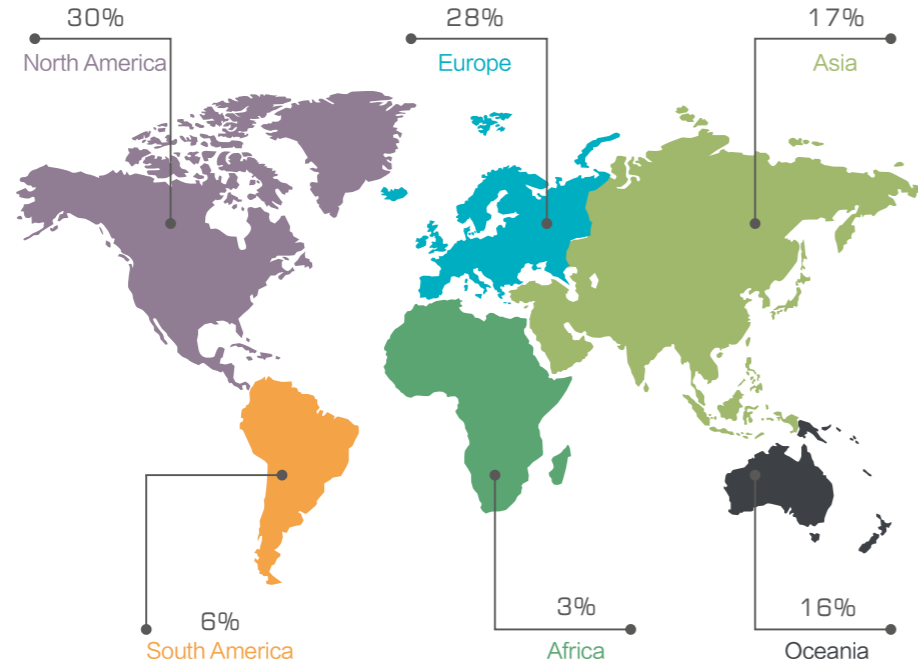 30%
North America
28%
Europe
17%
Asia
6%
South America
3%
Africa
16%
Oceania